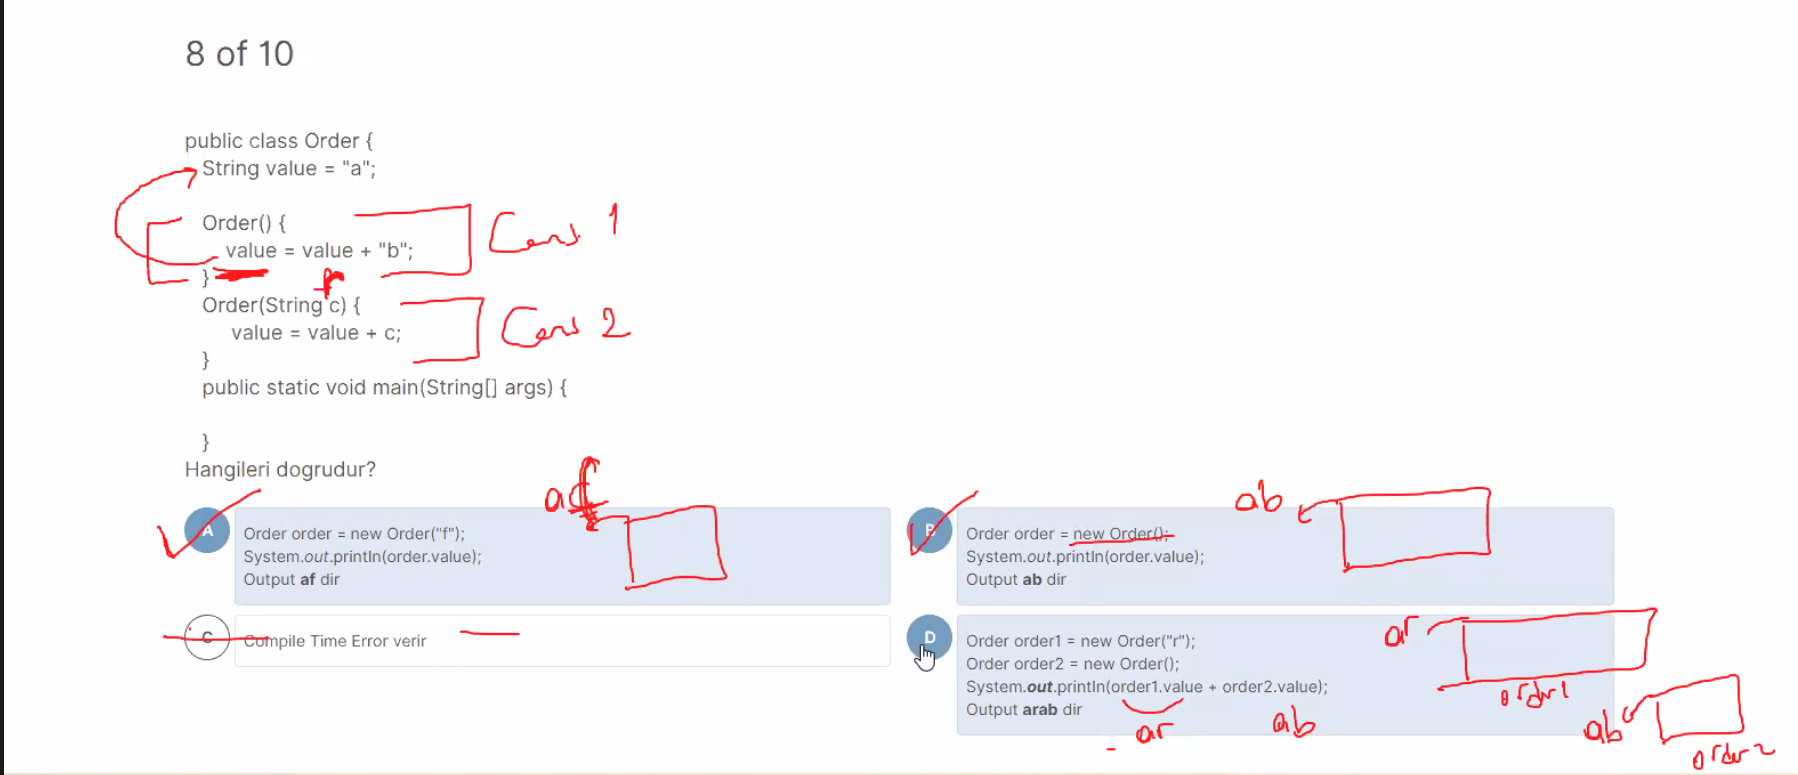 8 of 10
public class Order {
String value = "a";
Order() {
value = value + "b";
}
Cons. 1
Order(String c) {
value = value + c;
}
Cons 2
public static void main(String[] args) {
}
Hangileri dogrudur?
A
Order order = new Order("f");
System.out.println(order.value);
Output af dir
af
B
Order order = new Order();
System.out.println(order.value);
Output ab dir
ab
C
Compile Time Error verir
D
Order order1 = new Order("r");
Order order2 = new Order();
System.out.println(order1.value + order2.value);
Output arab dir
ar
ab
ar
order1
ab
order2